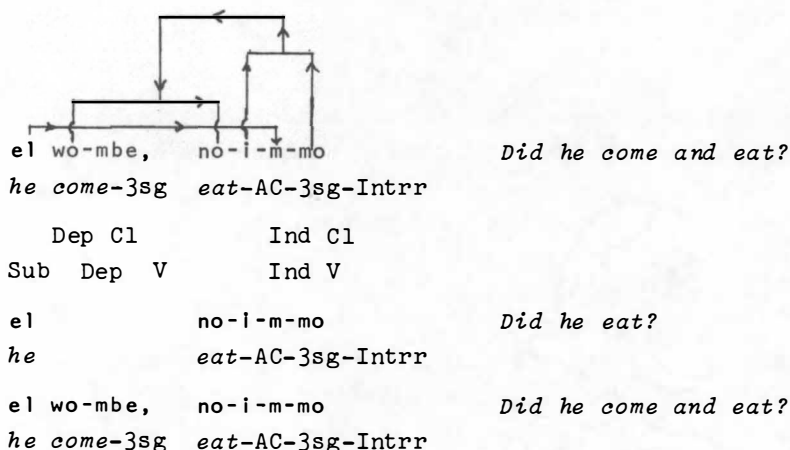 el wo-mbe, no-i-m-mo Did he come and eat?
he come-3sg eat-AC-3sg-Intrr
Dep Cl Ind Cl
Sub Dep V Ind V
el no-i-m-mo Did he eat?
he eat-AC-3sg-Intrr
el wo-mbe, no-i-m-mo Did he come and eat?
he come-3sg eat-AC-3sg-Intrr